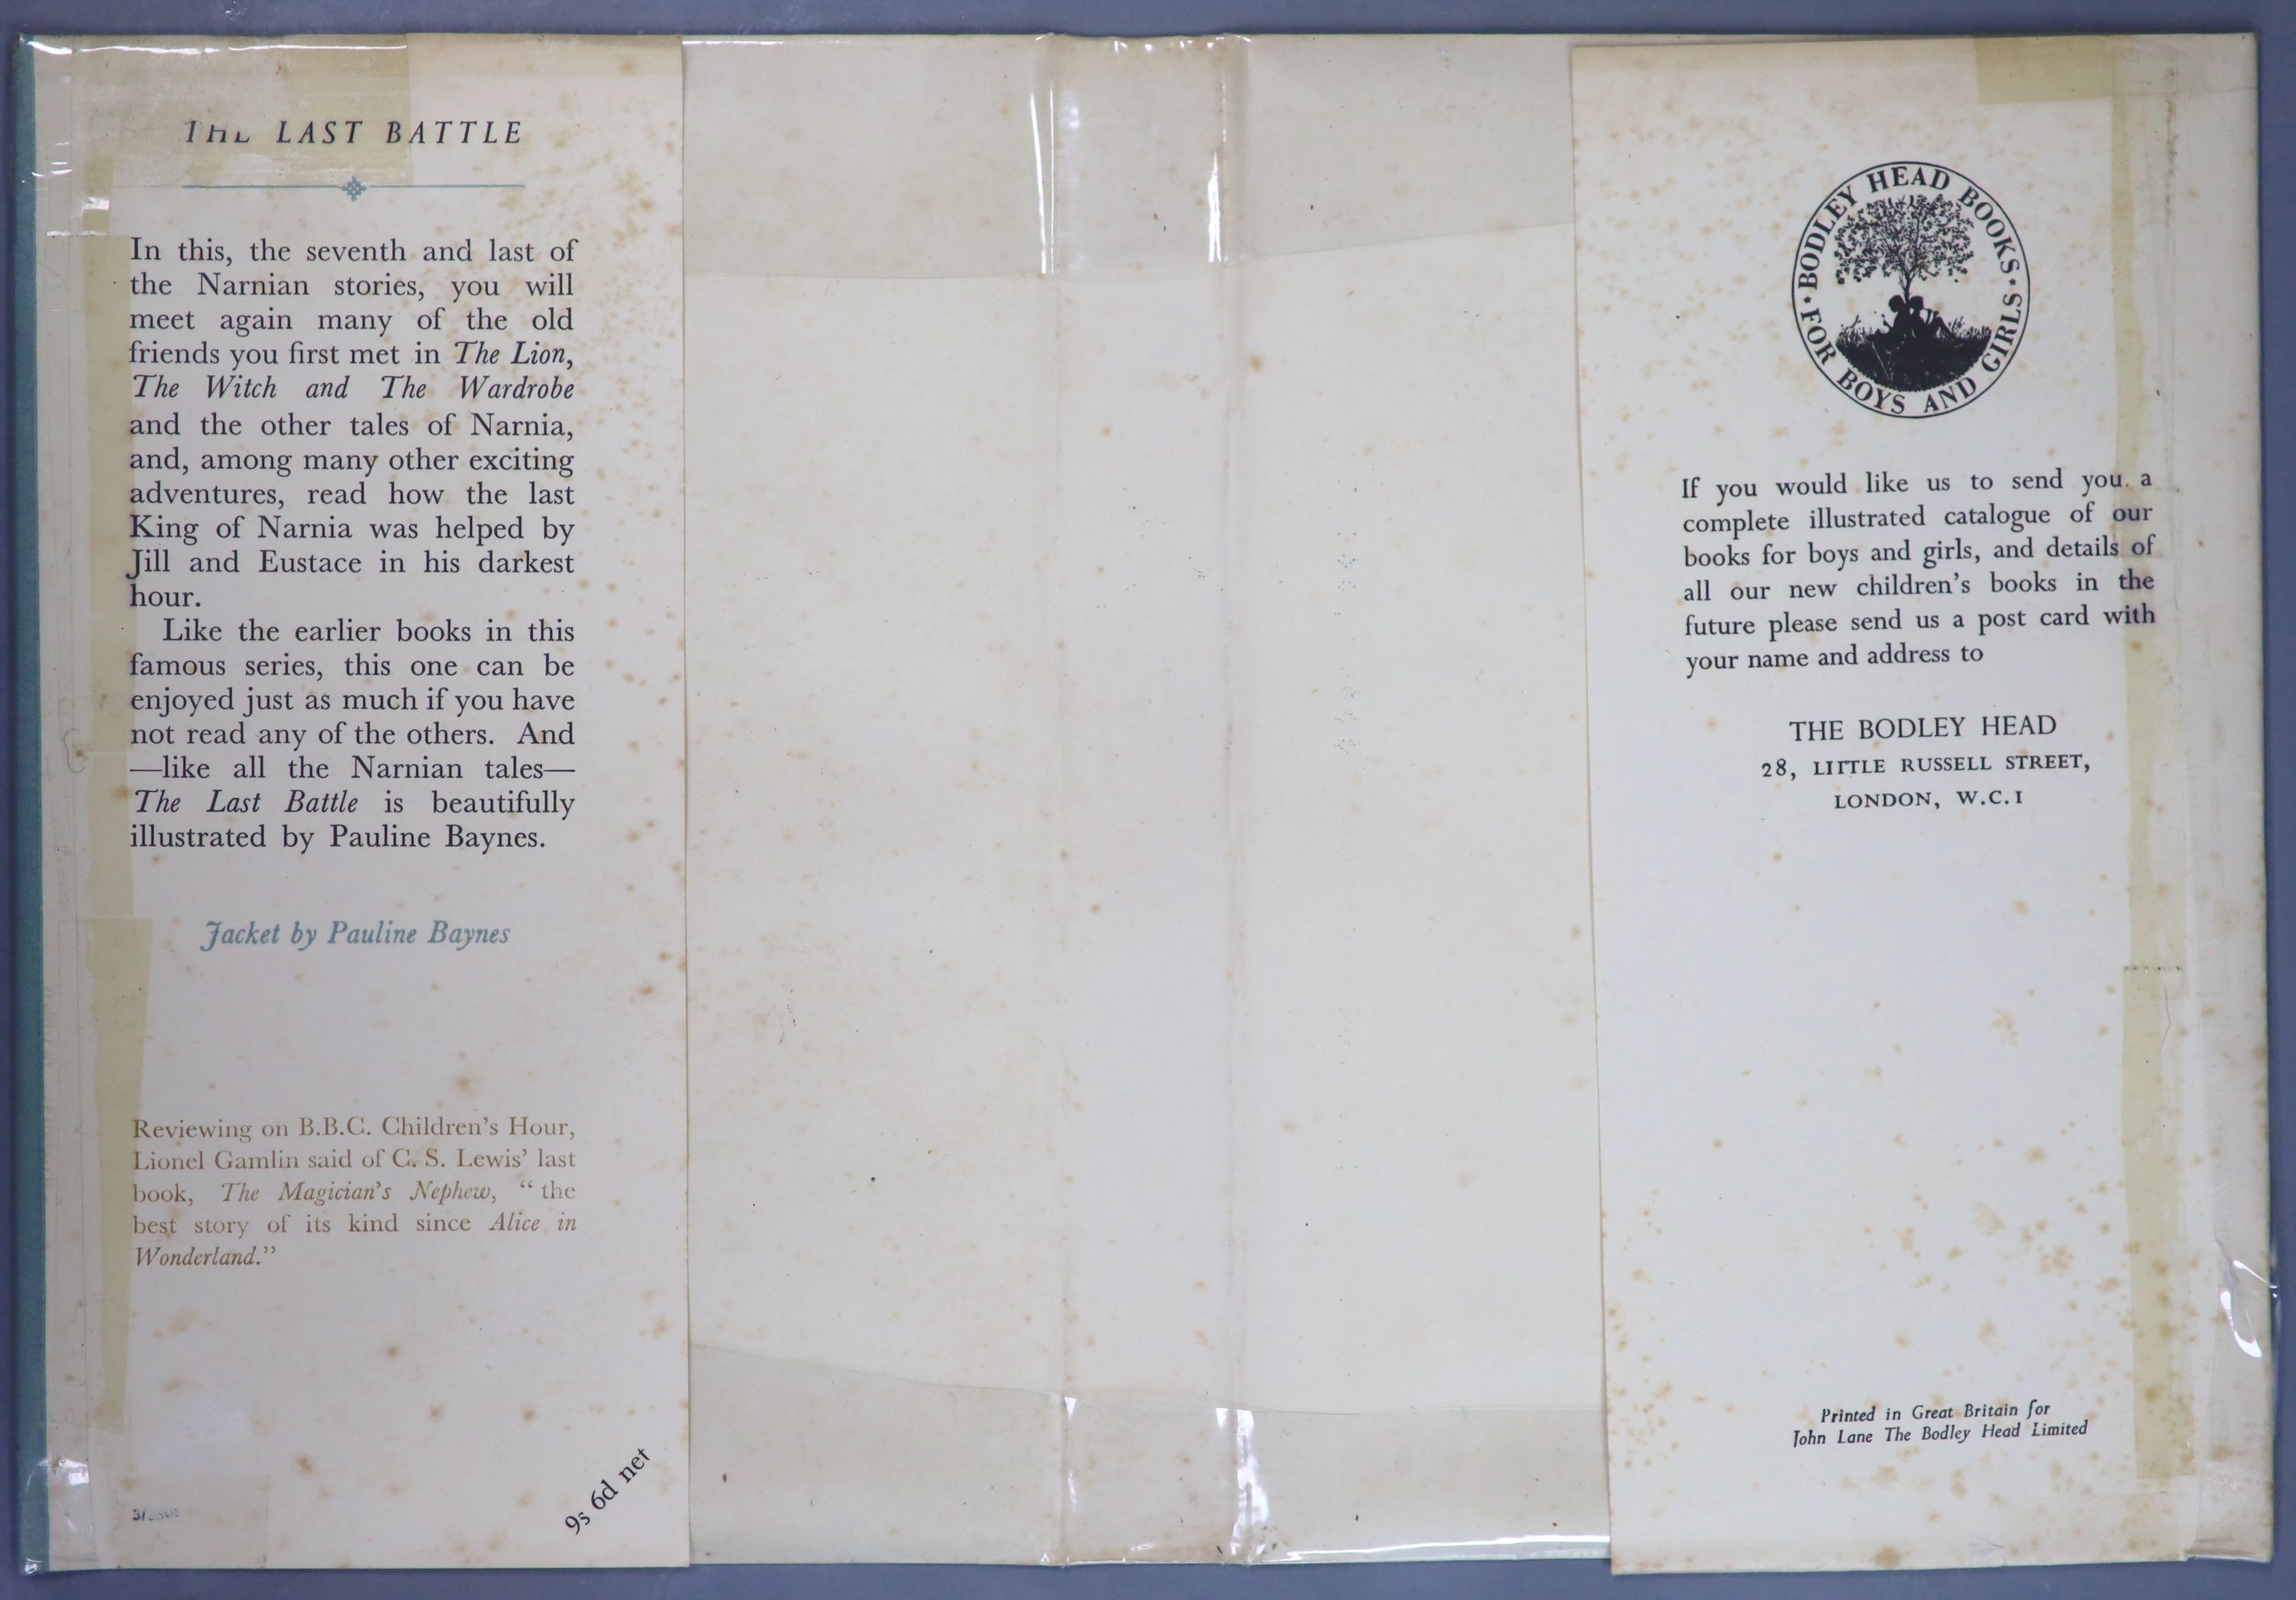 THE LAST BATTLE
In this, the seventh and last of
the Narnian stories, you will
meet again many of the old
friends you first met in The Lion,
The Witch and The Wardrobe
and the other tales of Narnia,
and, among many other exciting
adventures, read how the last
King of Narnia was helped by
Jill and Eustace in his darkest
hour.
Like the earlier books in this
famous series, this one can be
enjoyed just as much if you have
not read any of the others. And
—like all the Narnian tales—
The Last Battle is beautifully
illustrated by Pauline Baynes.
Jacket by Pauline Baynes
Reviewing on B.B.C. Children's Hour,
Lionel Gamlin said of C. S. Lewis' last
book, The Magician's Nephew, “ the
best story of its kind since Alice in
Wonderland.”
9s 6d net
· BODLEY HEAD BOOKS ·
FOR BOYS AND GIRLS
If you would like us to send you a
complete illustrated catalogue of our
books for boys and girls, and details of
all our new children's books in the
future please send us a post card with
your name and address to
THE BODLEY HEAD
28, LITTLE RUSSELL STREET,
LONDON, W.C.1
Printed in Great Britain for
John Lane The Bodley Head Limited